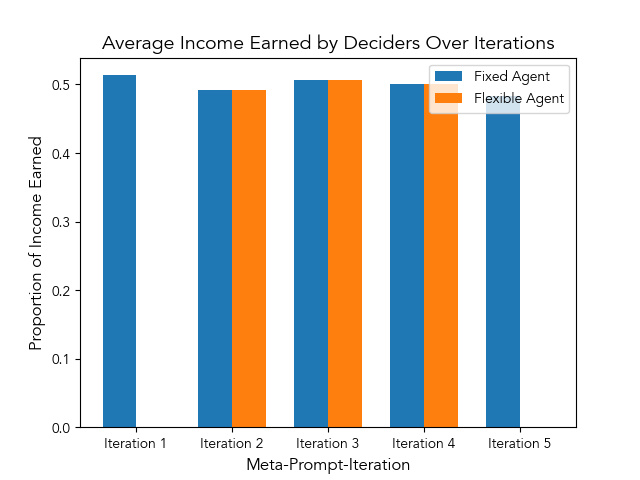 Average Income Earned by Deciders Over Iterations
Fixed Agent
Flexible Agent
Proportion of Income Earned
0.5
0.4
0.3
0.2
0.1
0.0
Iteration 1
Iteration 2
Iteration 3
Iteration 4
Iteration 5
Meta-Prompt-Iteration